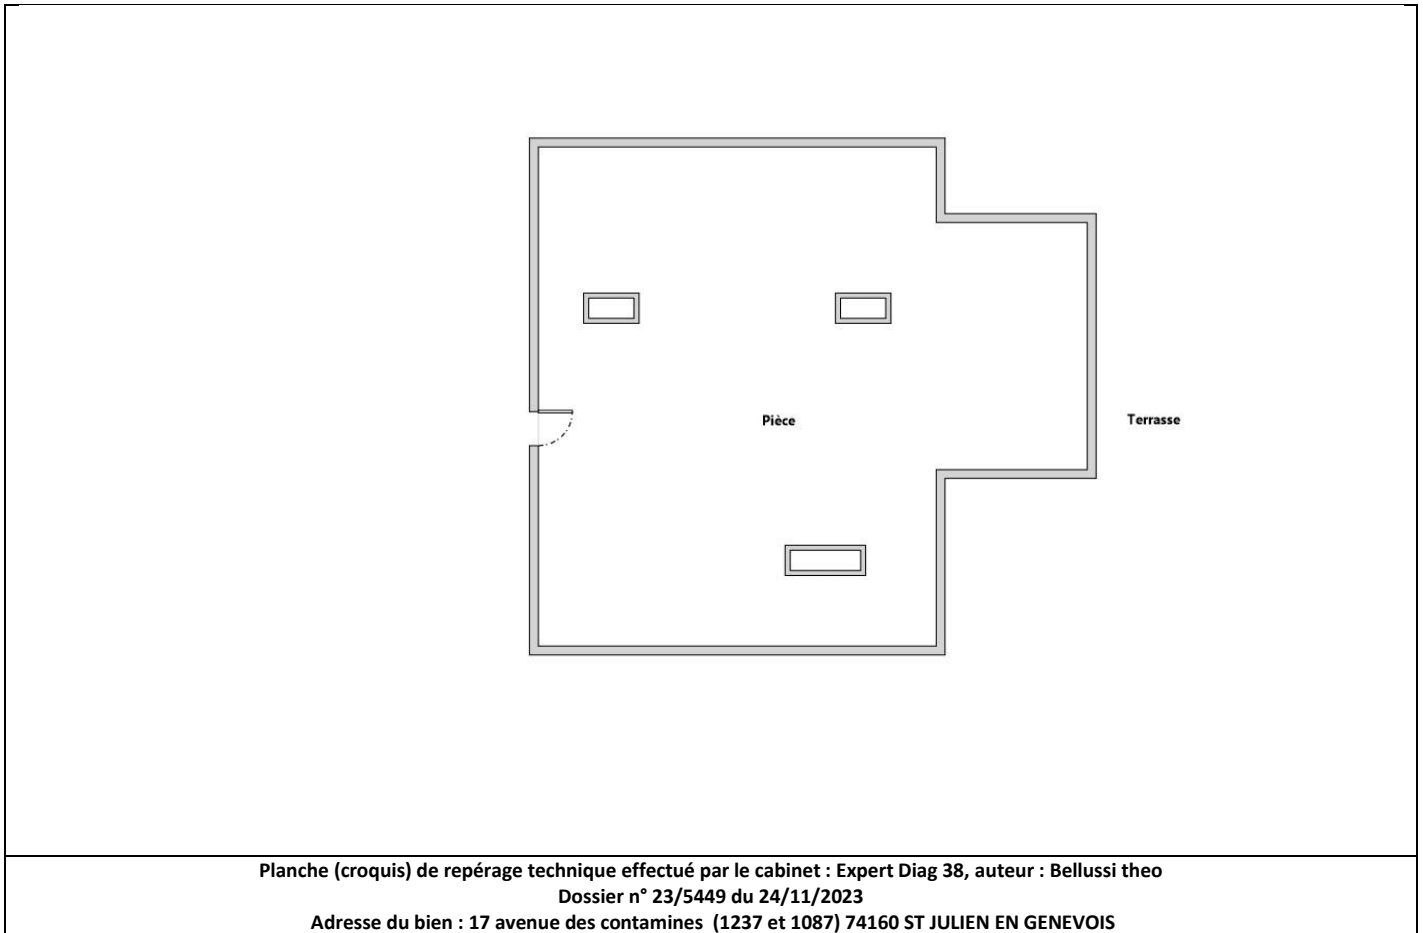 Pièce
Terrasse
Planche (croquis) de repérage technique effectué par le cabinet : Expert Diag 38, auteur : Bellussi theo
Dossier n° 23/5449 du 24/11/2023
Adresse du bien : 17 avenue des contamines (1237 et 1087) 74160 ST JULIEN EN GENEVOIS